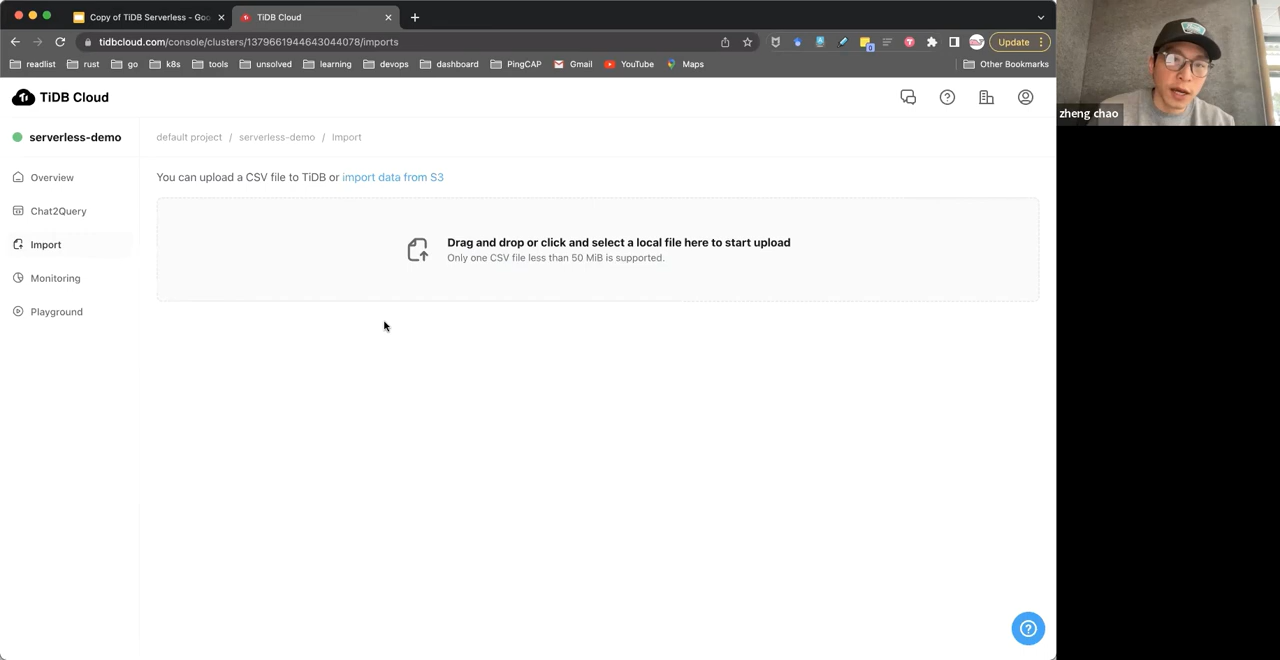 Copy of TiDB Serverless - Goo
TiDB Cloud
tidbcloud.com/console/clusters/1379661944643044078/imports
0
Update
readlist
rust
go
k8s
tools
unsolved
learning
devops
dashboard
PingCAP
Gmail
YouTube
Maps
Other Bookmarks
TiDB Cloud
serverless-demo
default project / serverless-demo / Import
Overview
Chat2Query
Import
Monitoring
Playground
You can upload a CSV file to TiDB or import data from S3
Drag and drop or click and select a local file here to start upload
Only one CSV file less than 50 MiB is supported.
zheng chao